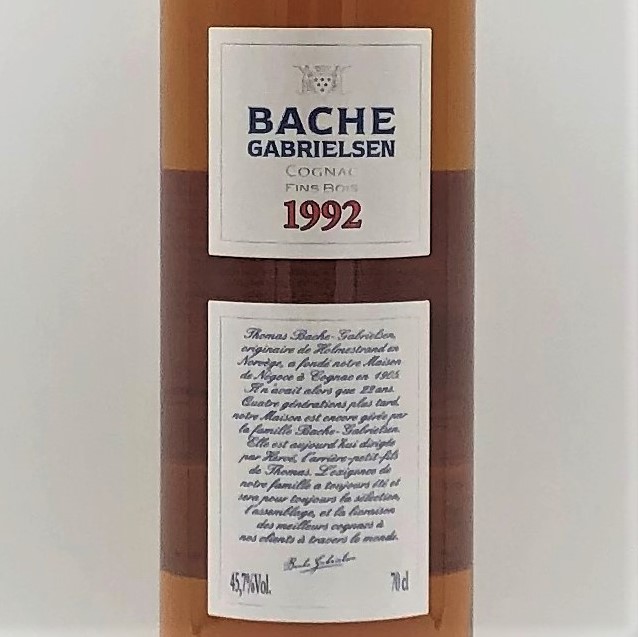 BACHE
GABRIELSEN
COGNAC
FINS BOIS
1992
Thomas Bache-Gabrielsen,
originaire de Holmestrand en
Norvège, a fondé notre Maison
de Négoce à Cognac en 1905.
Il n'avait alors que 22 ans.
Quatre générations plus tard,
notre Maison est encore gérée par
la famille Bache-Gabrielsen.
Elle est aujourd'hui dirigée
par Hervé, l'arrière-petit-fils
de Thomas. L'exigence de
notre famille a toujours été et
sera pour toujours la sélection,
l'assemblage, et la livraison
des meilleurs cognacs à
nos clients à travers le monde.
Bache Gabrielsen
45,7%Vol.
70 cl